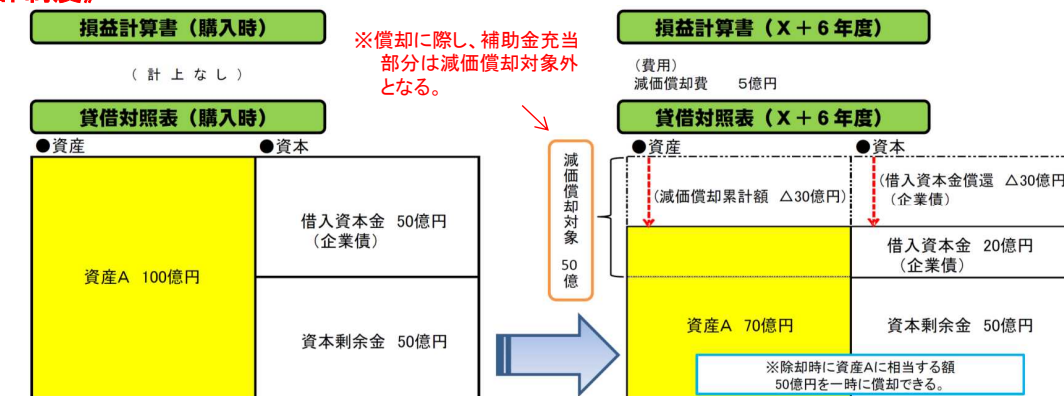 損益計算書（購入時）
（ 計 上 な し ）
貸借対照表（購入時）
●資産
●資本
資産A 100億円
借入資本金 50億円
（企業債）
資本剰余金 50億円
※償却に際し、補助金充当
部分は減価償却対象外
となる。
減価償却対象 50億
損益計算書（X＋6年度）
（費用）
減価償却費 5億円
貸借対照表（X＋6年度）
●資産
●資本
（減価償却累計額 △30億円）
（借入資本金償還 △30億円
（企業債）
借入資本金 20億円
（企業債）
資産A 70億円
資本剰余金 50億円
※除却時に資産Aに相当する額
50億円を一時に償却できる。